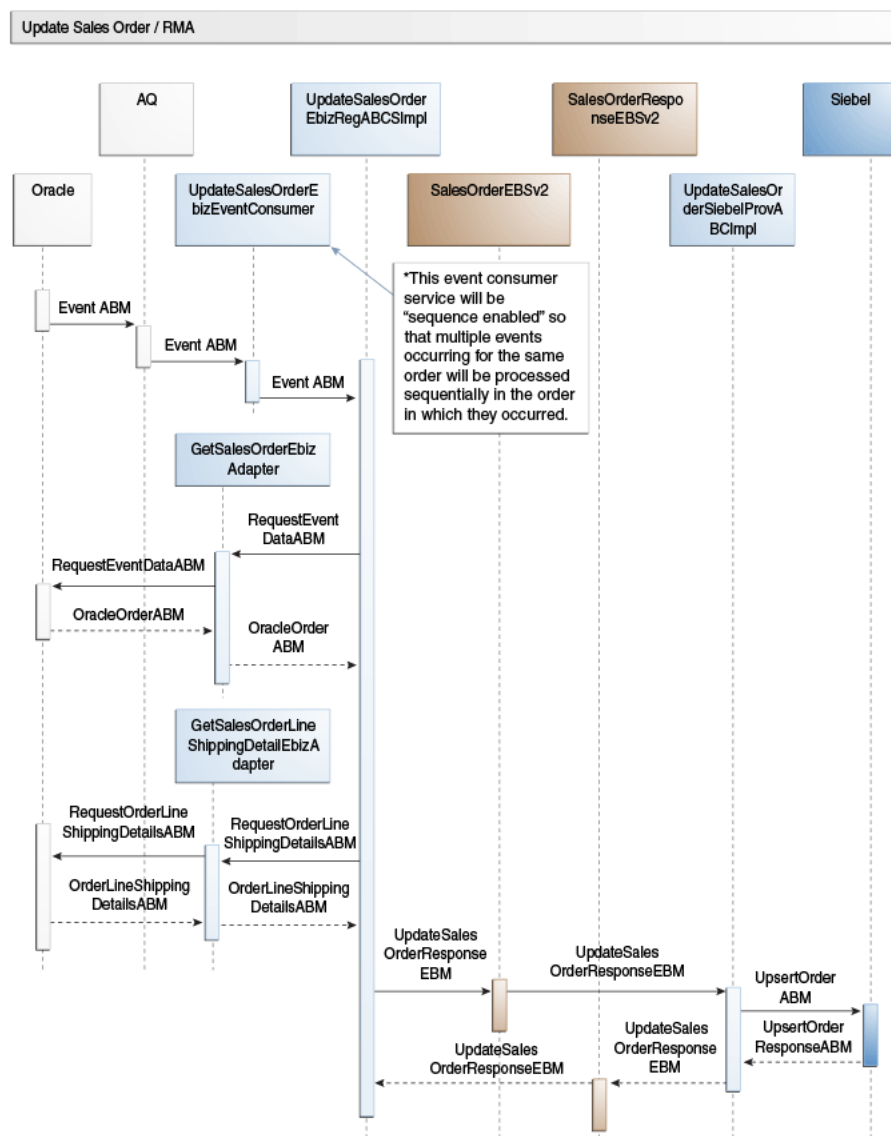 Update Sales Order / RMA
AQ
UpdateSalesOrder
EbizReqABCSImpl
SalesOrderRespo
nseEBSv2
Siebel
Oracle
UpdateSalesOrderE
bizEventConsumer
SalesOrderEBSv2
UpdateSalesOr
derSiebelProvA
BCImpl
*This event consumer
service will be
“sequence enabled” so
that multiple events
occurring for the same
order will be processed
sequentially in the order
in which they occurred.
Event ABM
Event ABM
Event ABM
GetSalesOrderEbiz
Adapter
RequestEvent
DataABM
RequestEventDataABM
OracleOrderABM
OracleOrder
ABM
GetSalesOrderLine
ShippingDetailEbizA
dapter
RequestOrderLine
ShippingDetailsABM
RequestOrderLine
ShippingDetailsABM
OrderLineShipping
DetailsABM
OrderLineShipping
DetailsABM
UpdateSales
OrderResponse
EBM
UpdateSales
OrderResponseEBM
UpsertOrder
ABM
UpsertOrder
ResponseABM
UpdateSales
OrderResponse
EBM
UpdateSales
OrderResponseEBM